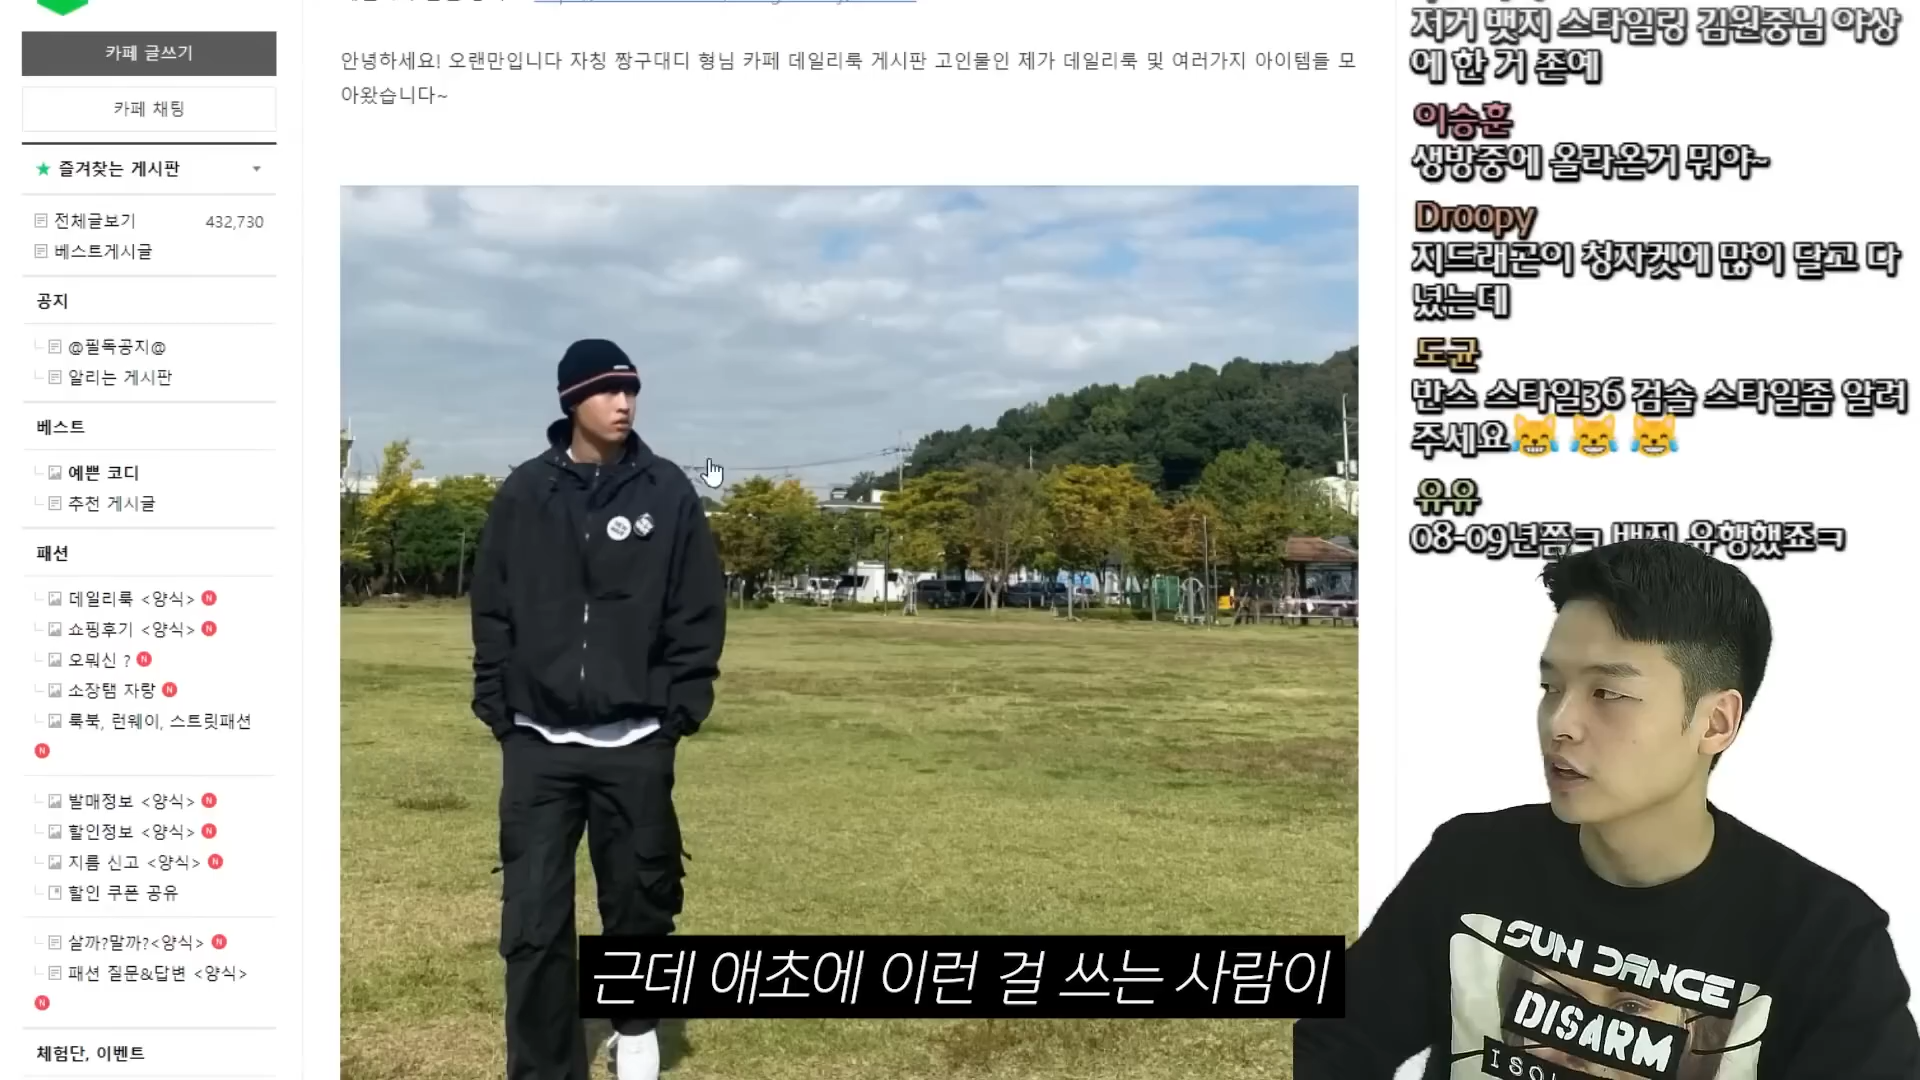 카페 글쓰기
카페 채팅
즐겨찾는 게시판
전체글보기 432,730
베스트게시글
공지
@필독공지@
알리는 게시판
베스트
예쁜 코디
추천 게시글
패션
데일리룩 <양식> N
쇼핑후기 <양식> N
오뭐신 ? N
소장탬 자랑 N
룩북, 런웨이, 스트릿패션
N
발매정보 <양식> N
할인정보 <양식> N
지름 신고 <양식> N
할인 쿠폰 공유
살까?말까?<양식> N
패션 질문&답변 <양식>
N
체험단, 이벤트
안녕하세요! 오랜만입니다 자칭 짱구대디 형님 카페 데일리룩 게시판 고인물인 제가 데일리룩 및 여러가지 아이템들 모
아왔습니다~
근데 애초에 이런 걸 쓰는 사람이
저거 뱃지 스타일링 김원중님 야상
에 한 거 존예
이승훈
생방중에 올라온거 뭐야~
Droopy
지드래곤이 청자켓에 많이 달고 다
녔는데
도균
반스 스타일36 검솔 스타일좀 알려
주세요
유유
08-09년쯤ㅋ 뱃지 유행했죠ㅋ
SUN DANCE
DISARM